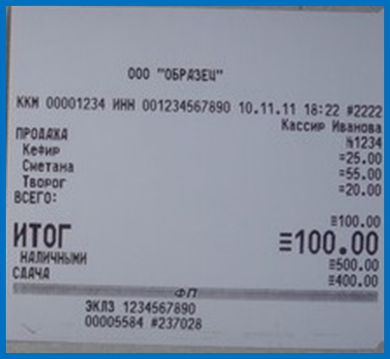 ООО "ОБРАЗЕЦ"
ККМ 00001234 ИНН 001234567890 10.11.11 18:22 #2222
Кассир Иванова
ПРОДАЖА №1234
Кефир =25.00
Сметана =55.00
Творог =20.00
ВСЕГО:
≡100.00
ИТОГ ≡100.00
НАЛИЧНЫМИ ≡500.00
СДАЧА ≡400.00
ФП
ЭКЛЗ 1234567890
00005584 #237028